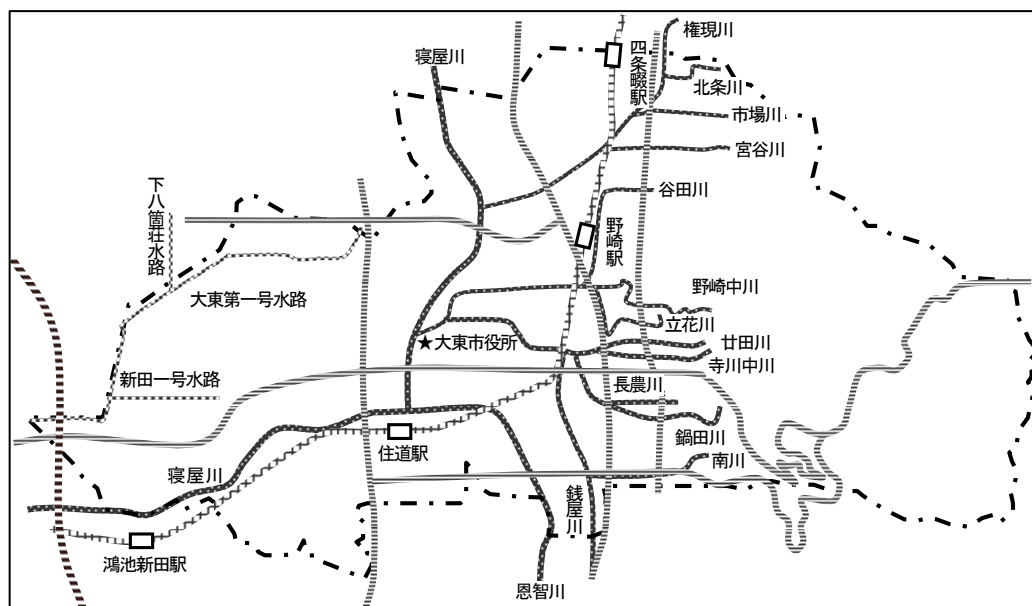 権現川
寝屋川
四条畷駅
北条川
市場川
宮谷川
下八箇荘水路
谷田川
野崎駅
野崎中川
大東第一号水路
立花川
★大東市役所
廿田川
寺川中川
新田一号水路
長農川
鍋田川
住道駅
南川
寝屋川
銭屋川
鴻池新田駅
恩智川